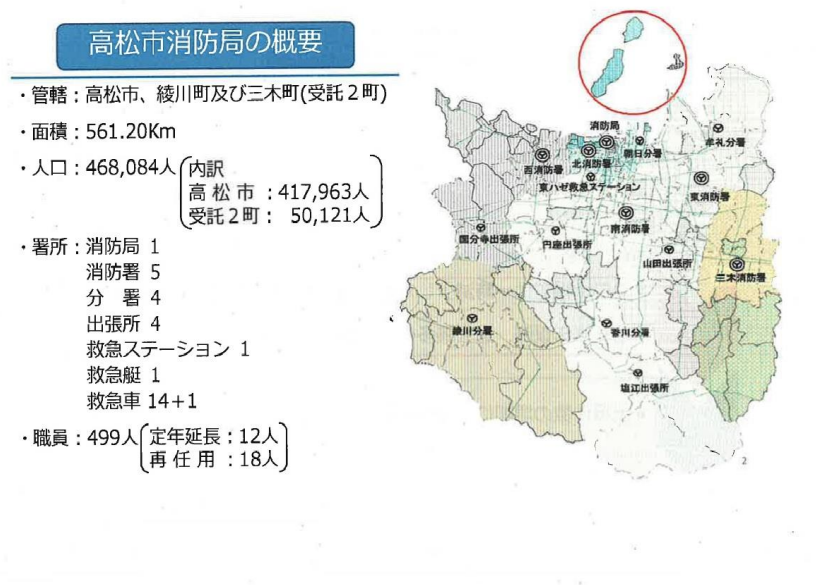 高松市消防局の概要
・管轄：高松市、綾川町及び三木町(受託２町)
・面積：561.20Km
・人口：468,084人
内訳
高 松 市 ：417,963人
受託２町： 50,121人
・署所：消防局 1
消防署 5
分　署 4
出張所 4
救急ステーション 1
救急艇 1
救急車 14+1
・職員：499人
定年延長：12人
再 任 用 ：18人
消防局
西消防署
北消防署
朝日分署
牟礼分署
京ハゼ救急ステーション
東消防署
南消防署
国分寺出張所
円座出張所
山田出張所
三木消防署
綾川分署
香川分署
塩江出張所
2